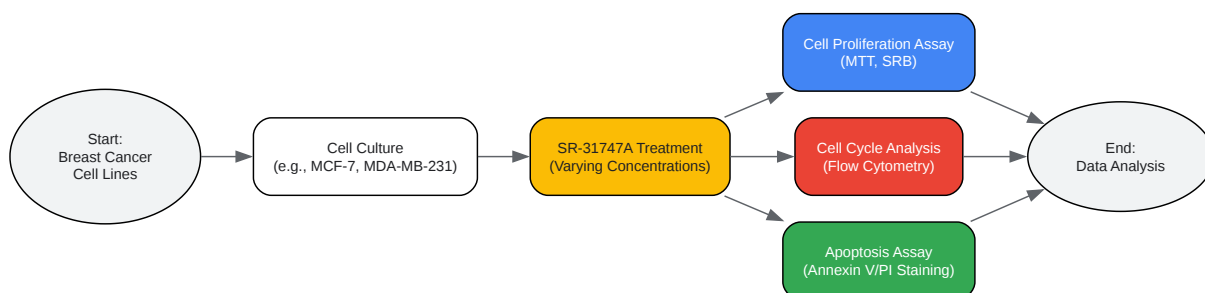 Start:
Breast Cancer
Cell Lines
Cell Culture
(e.g., MCF-7, MDA-MB-231)
SR-31747A Treatment
(Varying Concentrations)
Cell Proliferation Assay
(MTT, SRB)
Cell Cycle Analysis
(Flow Cytometry)
Apoptosis Assay
(Annexin V/PI Staining)
End:
Data Analysis